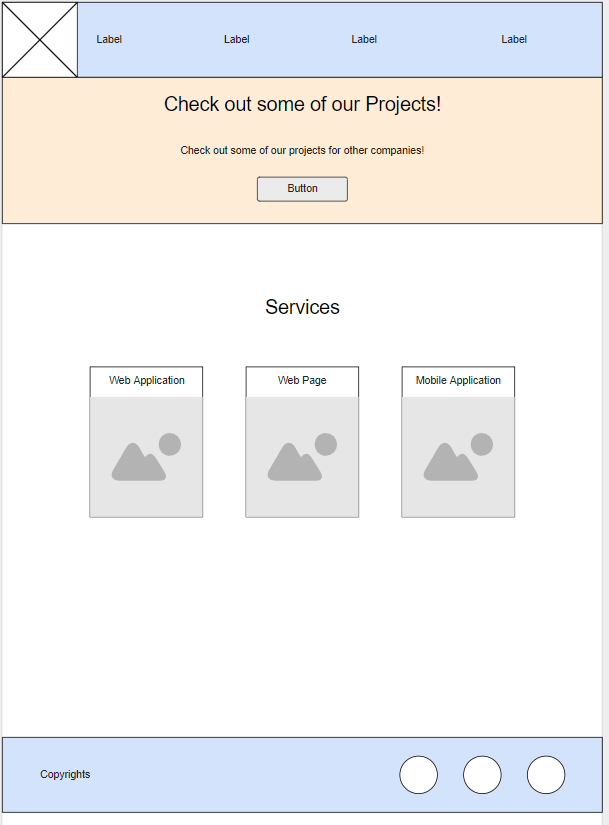 Label Label Label Label
Check out some of our Projects!
Check out some of our projects for other companies!
Button
Services
Web Application Web Page Mobile Application
Copyrights